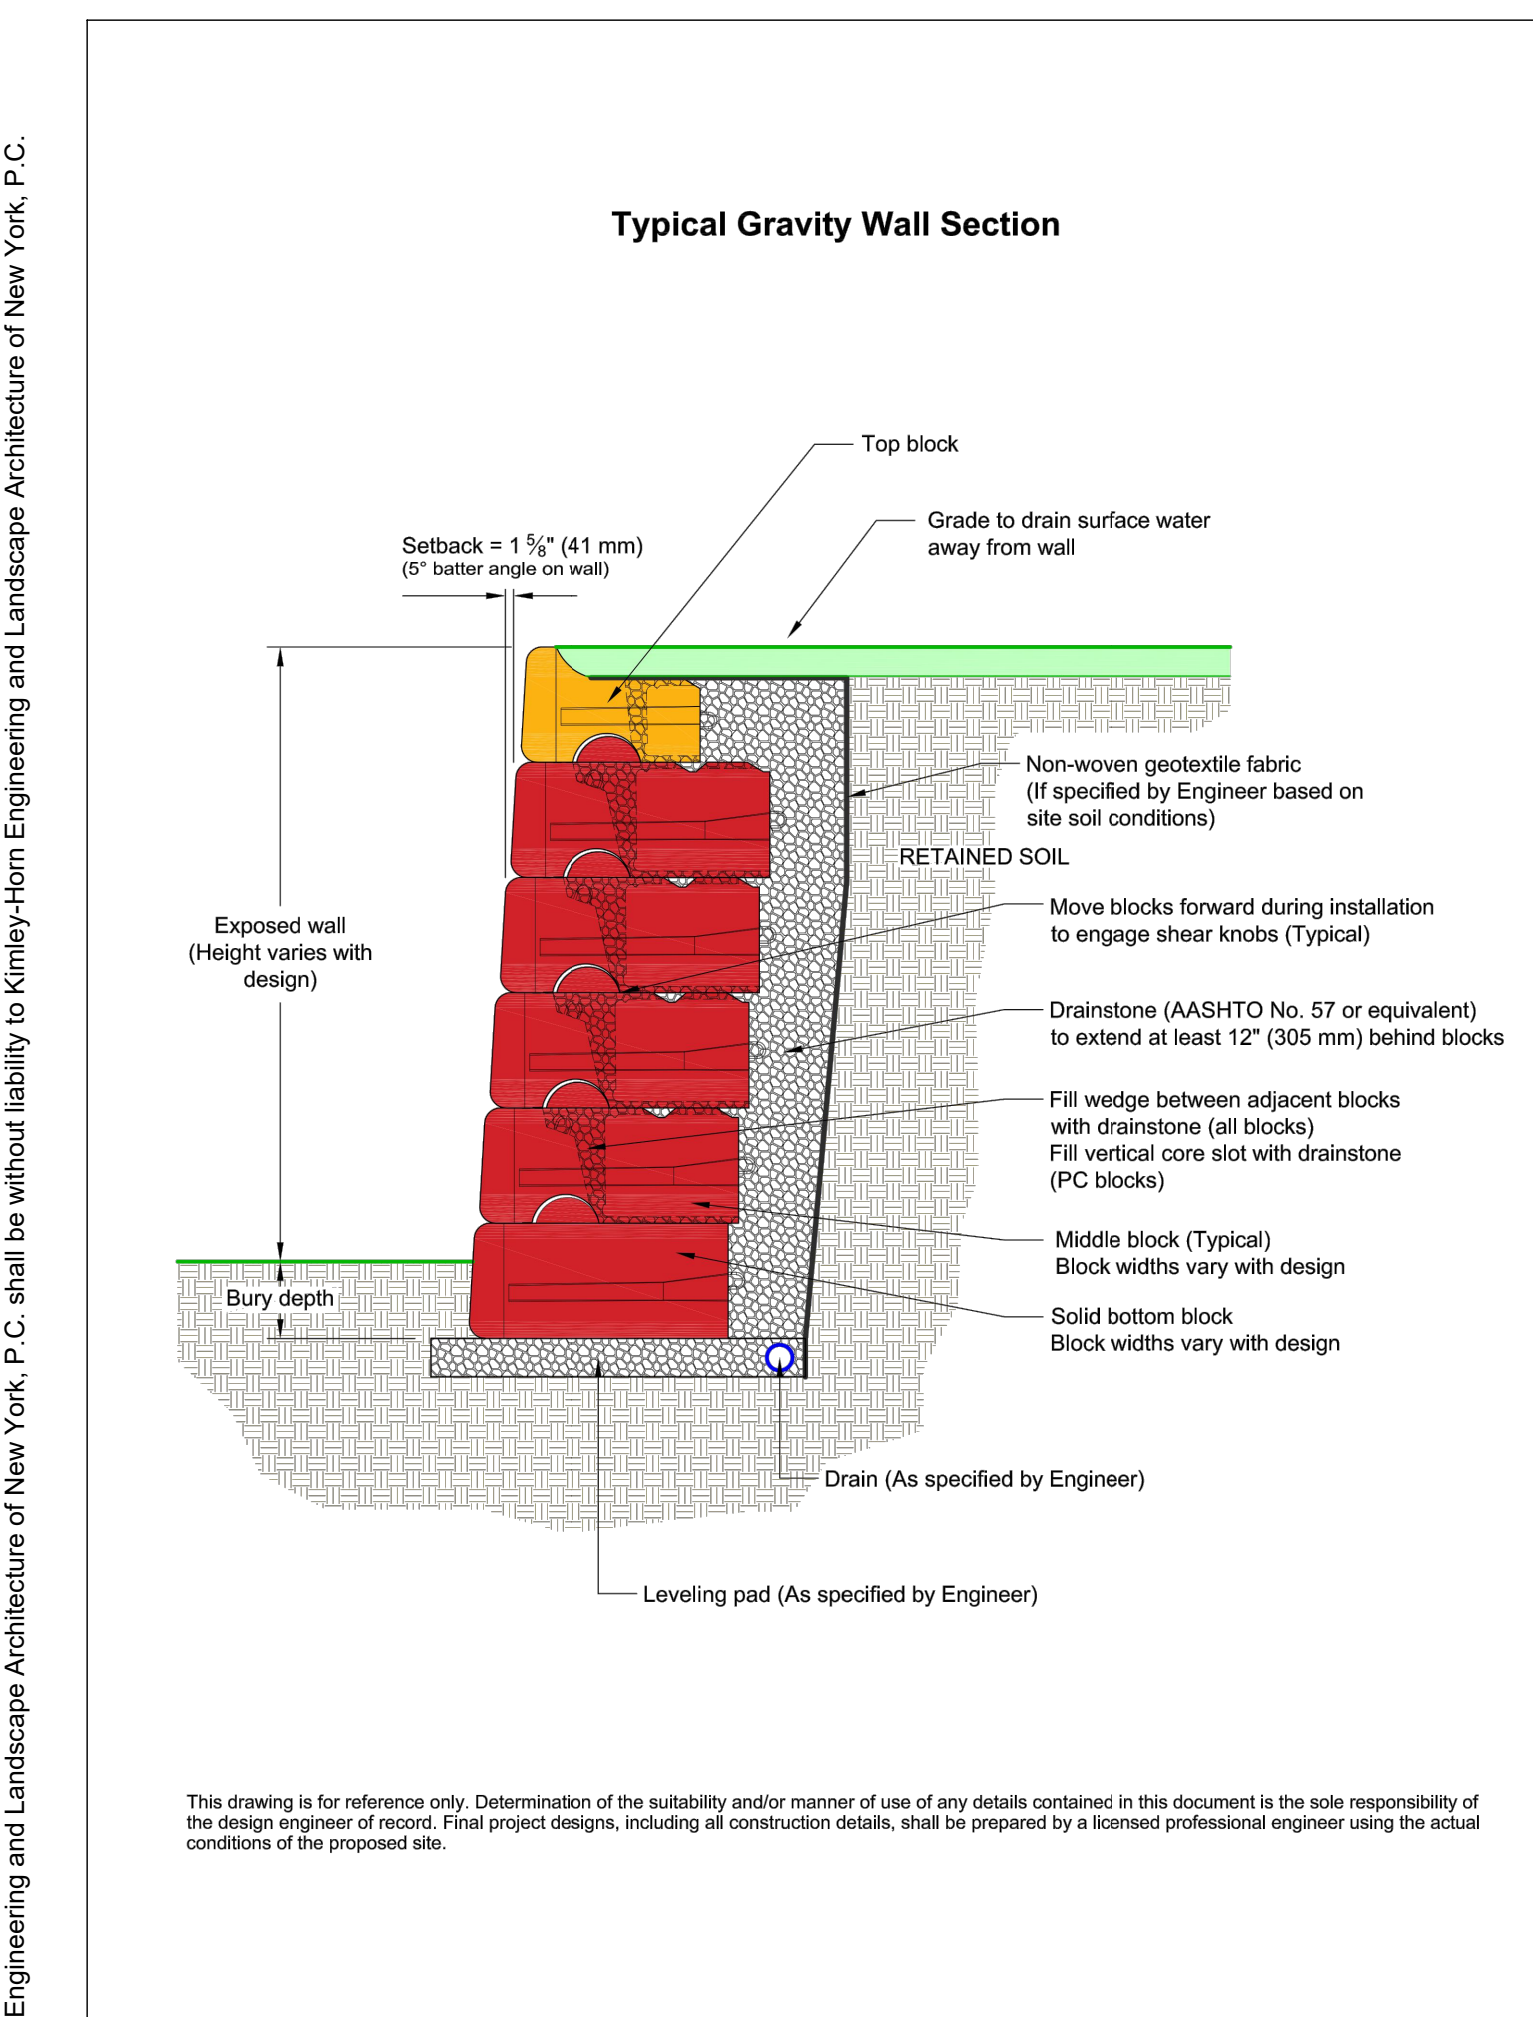 Engineering and Landscape Architecture of New York, P.C. shall be without liability to Kimley-Horn Engineering and Landscape Architecture of New York, P.C.
Typical Gravity Wall Section
Top block
Grade to drain surface water
away from wall
Setback = 1 5⁄8" (41 mm)
(5° batter angle on wall)
Non-woven geotextile fabric
(If specified by Engineer based on
site soil conditions)
RETAINED SOIL
Move blocks forward during installation
to engage shear knobs (Typical)
Exposed wall
(Height varies with
design)
Drainstone (AASHTO No. 57 or equivalent)
to extend at least 12" (305 mm) behind blocks
Fill wedge between adjacent blocks
with drainstone (all blocks)
Fill vertical core slot with drainstone
(PC blocks)
Middle block (Typical)
Block widths vary with design
Bury depth
Solid bottom block
Block widths vary with design
Drain (As specified by Engineer)
Leveling pad (As specified by Engineer)
This drawing is for reference only. Determination of the suitability and/or manner of use of any details contained in this document is the sole responsibility of
the design engineer of record. Final project designs, including all construction details, shall be prepared by a licensed professional engineer using the actual
conditions of the proposed site.